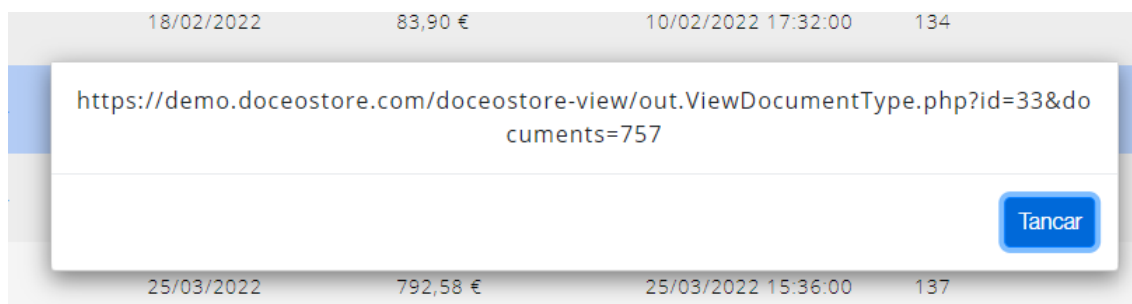 18/02/2022 83,90 € 10/02/2022 17:32:00 134
https://demo.doceostore.com/doceostore-view/out.ViewDocumentType.php?id=33&do
cuments=757
Tancar
25/03/2022 792,58 € 25/03/2022 15:36:00 137